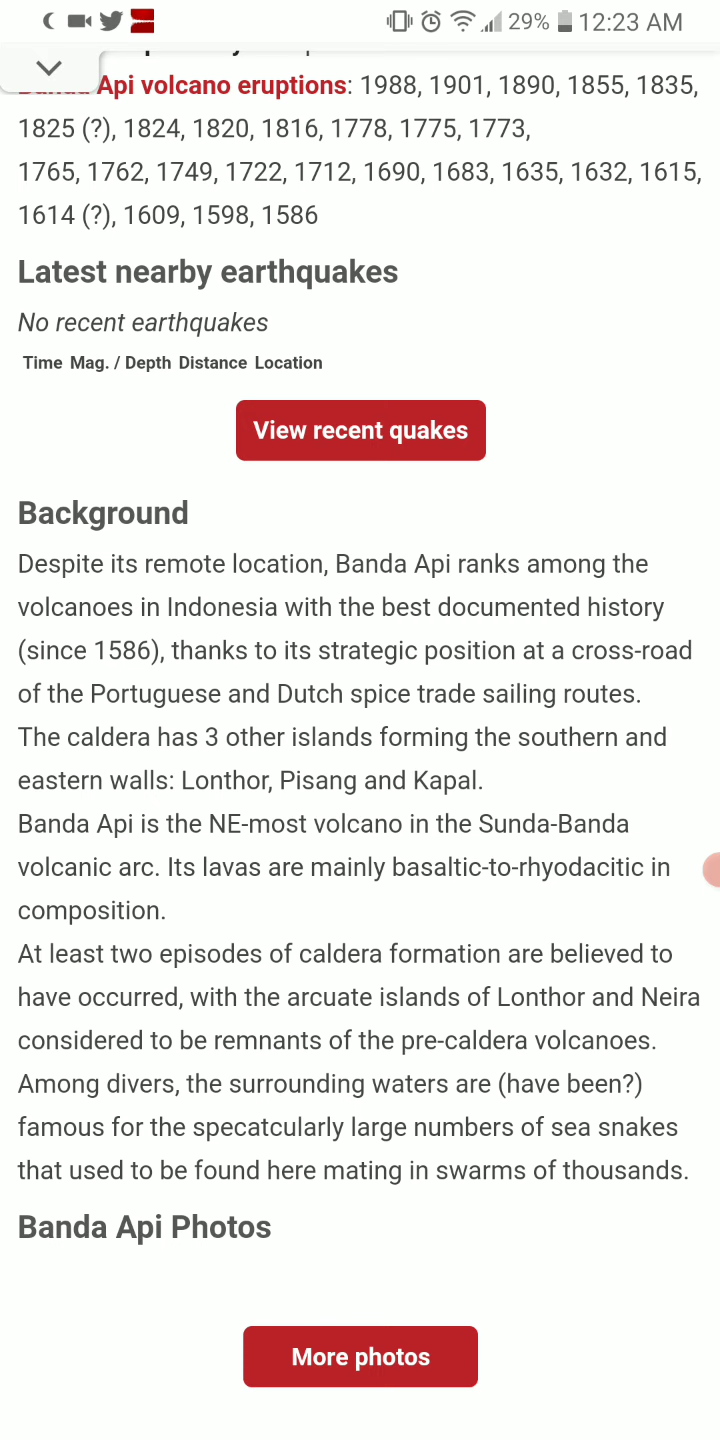 29% 12:23 AM
Api volcano eruptions: 1988, 1901, 1890, 1855, 1835,
1825 (?), 1824, 1820, 1816, 1778, 1775, 1773,
1765, 1762, 1749, 1722, 1712, 1690, 1683, 1635, 1632, 1615,
1614 (?), 1609, 1598, 1586
Latest nearby earthquakes
No recent earthquakes
Time Mag. / Depth Distance Location
View recent quakes
Background
Despite its remote location, Banda Api ranks among the
volcanoes in Indonesia with the best documented history
(since 1586), thanks to its strategic position at a cross-road
of the Portuguese and Dutch spice trade sailing routes.
The caldera has 3 other islands forming the southern and
eastern walls: Lonthor, Pisang and Kapal.
Banda Api is the NE-most volcano in the Sunda-Banda
volcanic arc. Its lavas are mainly basaltic-to-rhyodacitic in
composition.
At least two episodes of caldera formation are believed to
have occurred, with the arcuate islands of Lonthor and Neira
considered to be remnants of the pre-caldera volcanoes.
Among divers, the surrounding waters are (have been?)
famous for the specatcularly large numbers of sea snakes
that used to be found here mating in swarms of thousands.
Banda Api Photos
More photos